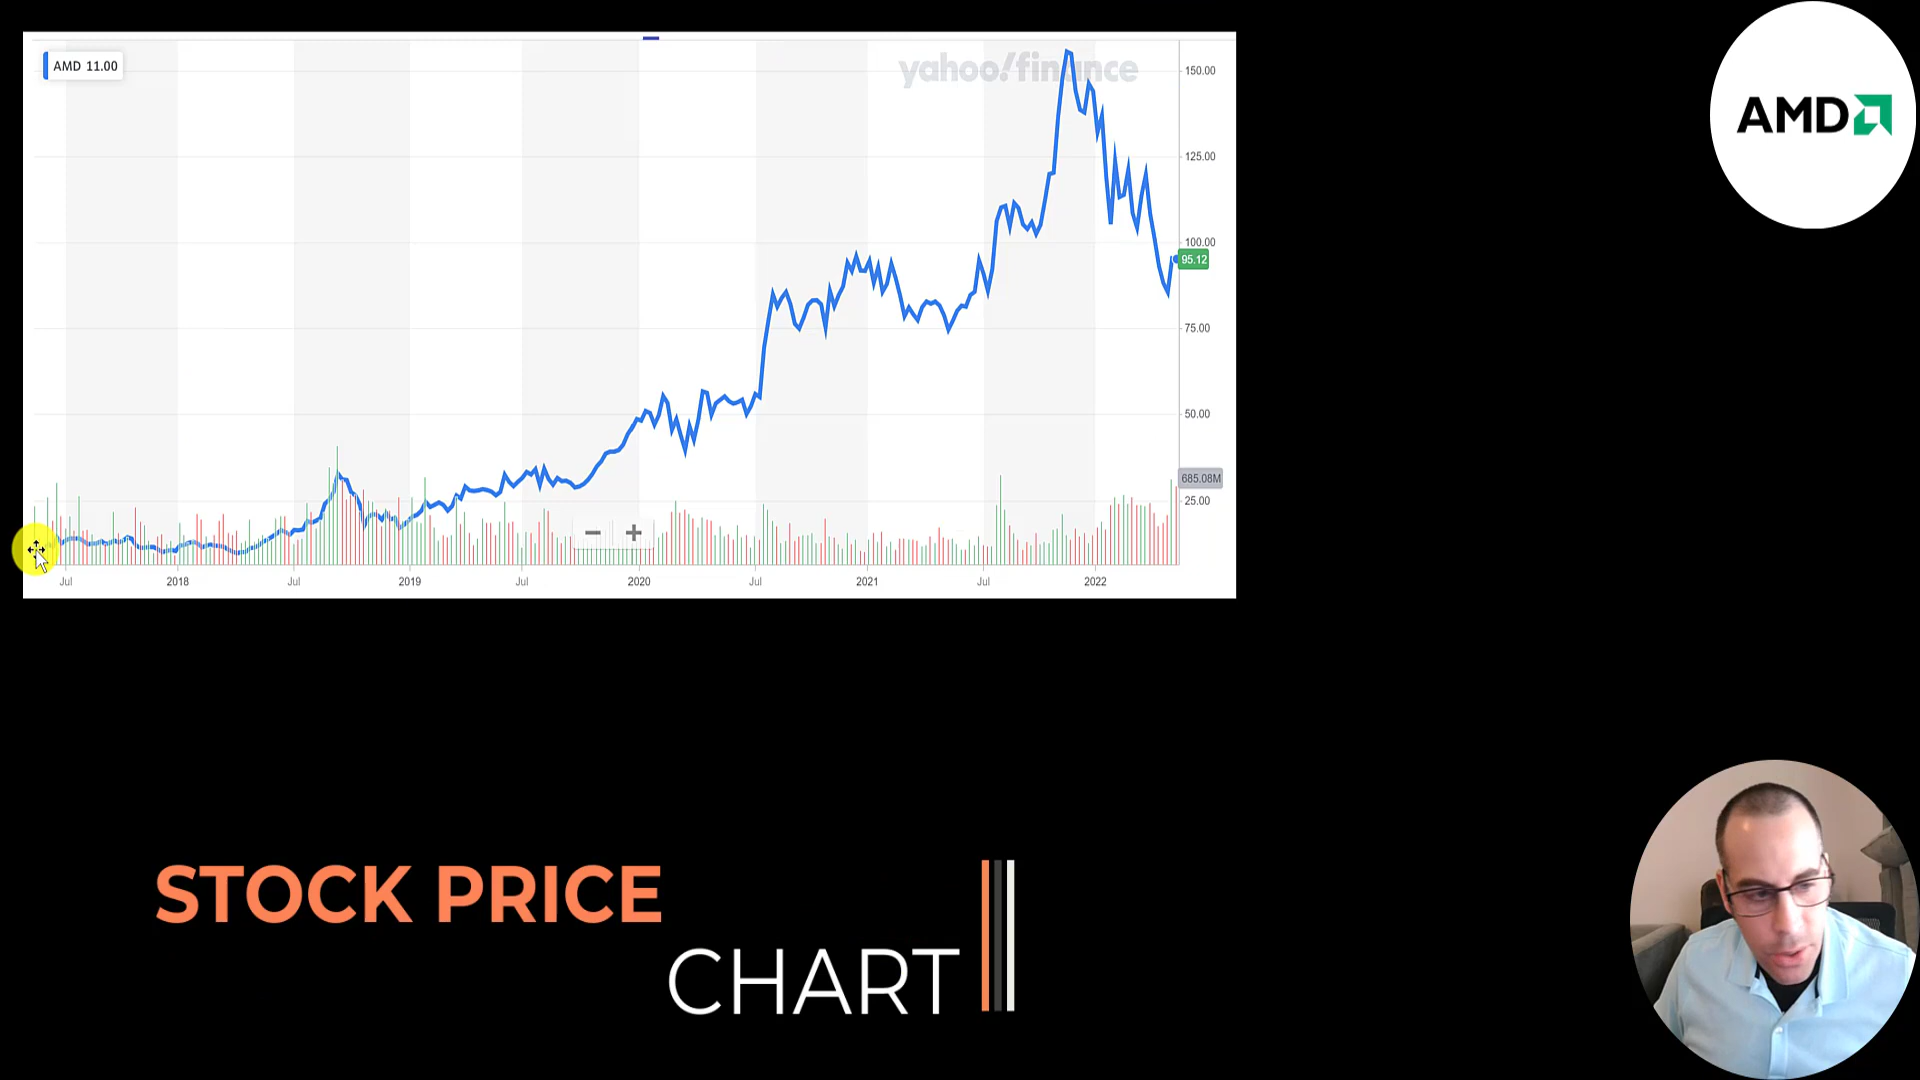 AMD 11.00
yahoo!finance
150.00
125.00
100.00
95.12
75.00
50.00
685.08M
25.00
Jul 2018 Jul 2019 Jul 2020 Jul 2021 Jul 2022
AMD
STOCK PRICE
CHART